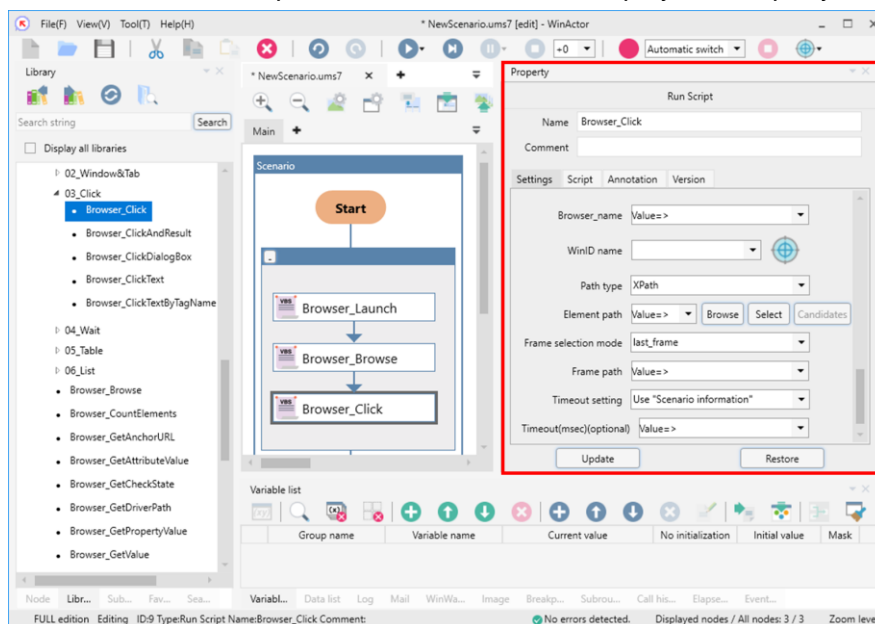 File(F) View(V) Tool(T) Help(H) * NewScenario.ums7 [edit] - WinActor
+0 Automatic switch
Library
Search string Search
Display all libraries
02_Window&Tab
03_Click
Browser_Click
Browser_ClickAndResult
Browser_ClickDialogBox
Browser_ClickText
Browser_ClickTextByTagName
04_Wait
05_Table
06_List
Browser_Browse
Browser_CountElements
Browser_GetAnchorURL
Browser_GetAttributeValue
Browser_GetCheckState
Browser_GetDriverPath
Browser_GetPropertyValue
Browser_GetValue
Node Libr... Sub... Fav... Sea...
* NewScenario.ums7
Main
Scenario
Start
VBS Browser_Launch
VBS Browser_Browse
VBS Browser_Click
Property
Run Script
Name Browser_Click
Comment
Settings Script Annotation Version
Browser_name Value=>
WinID name
Path type XPath
Element path Value=> Browse Select Candidates
Frame selection mode last_frame
Frame path Value=>
Timeout setting Use "Scenario information"
Timeout(msec)(optional) Value=>
Update Restore
Variable list
Group name Variable name Current value No initialization Initial value Mask
Variabl... Data list Log Mail WinWa... Image Breakp... Subrou... Call his... Elapse... Event...
FULL edition Editing ID:9 Type:Run Script Name:Browser_Click Comment: No errors detected. Displayed nodes / All nodes: 3 / 3 Zoom leve